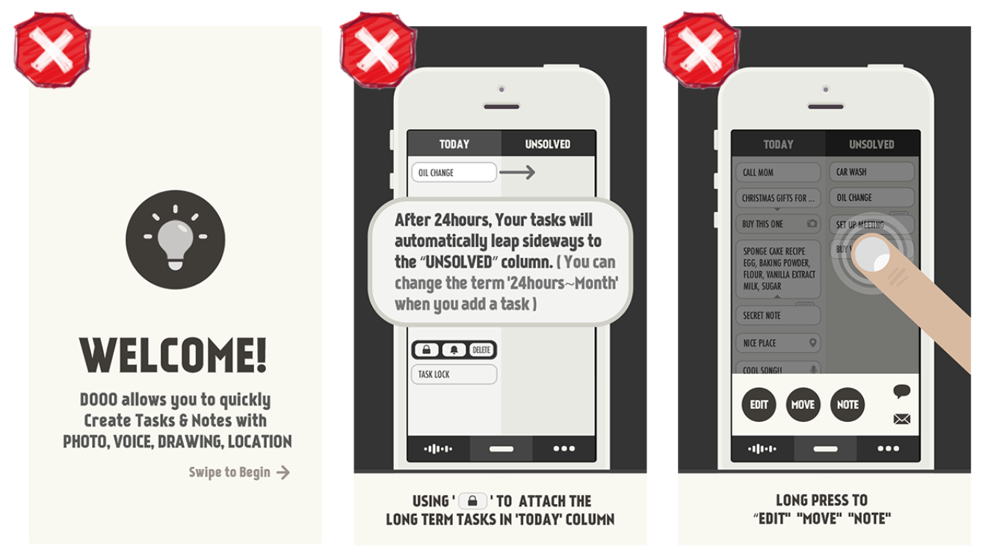 WELCOME!
DOOO allows you to quickly
Create Tasks & Notes with
PHOTO, VOICE, DRAWING, LOCATION
Swipe to Begin
TODAY
UNSOLVED
OIL CHANGE
After 24hours, Your tasks will
automatically leap sideways to
the “UNSOLVED” column. ( You can
change the term '24hours~Month'
when you add a task )
DELETE
TASK LOCK
USING ' ' TO ATTACH THE
LONG TERM TASKS IN 'TODAY' COLUMN
TODAY
UNSOLVED
CALL MOM
CAR WASH
CHRISTMAS GIFTS FOR ...
OIL CHANGE
BUY THIS ONE
SET UP MEETING
BUY
SPONGE CAKE RECIPE
EGG, BAKING POWDER,
FLOUR, VANILLA EXTRACT
MILK, SUGAR
SECRET NOTE
NICE PLACE
COOL SONG!!
EDIT
MOVE
NOTE
LONG PRESS TO
“EDIT" "MOVE" "NOTE"